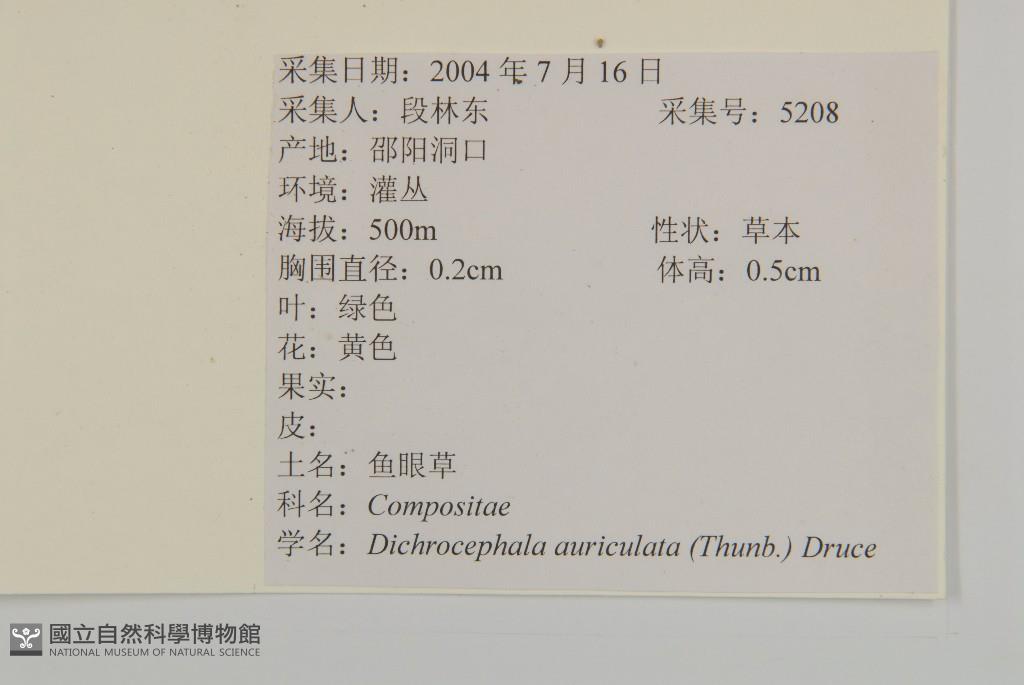 采集日期：2004 年 7 月 16 日
采集人：段林东 采集号：5208
产地：邵阳洞口
环境：灌丛
海拔：500m 性状：草本
胸围直径：0.2cm 体高：0.5cm
叶：绿色
花：黄色
果实：
皮：
土名：鱼眼草
科名：Compositae
学名：Dichrocephala auriculata (Thunb.) Druce
國立自然科學博物館
NATIONAL MUSEUM OF NATURAL SCIENCE